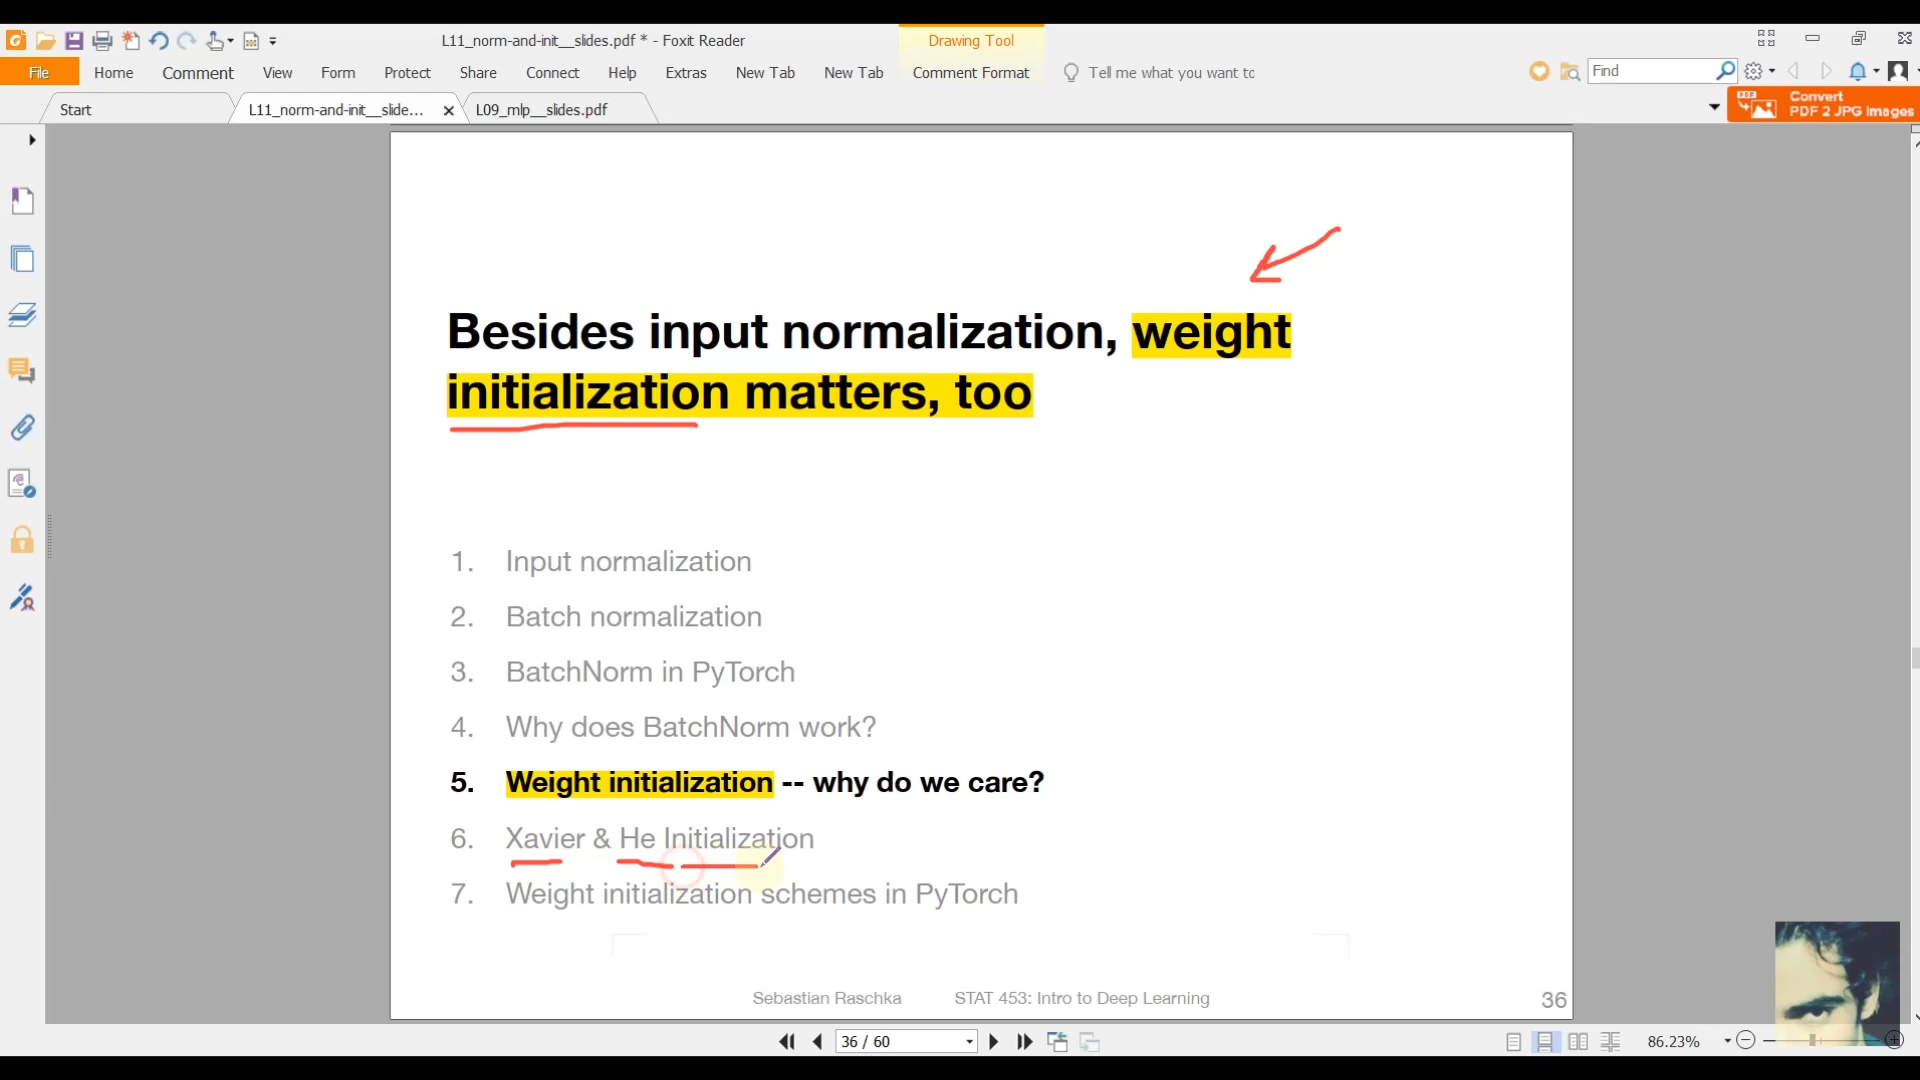 L11_norm-and-init__slides.pdf * - Foxit Reader
Drawing Tool
File
Home
Comment
View
Form
Protect
Share
Connect
Help
Extras
New Tab
New Tab
Comment Format
Tell me what you want to
Find
Start
L11_norm-and-init__slide...
L09_mlp__slides.pdf
Convert
PDF 2 JPG Images
Besides input normalization, weight
initialization matters, too
1. Input normalization
2. Batch normalization
3. BatchNorm in PyTorch
4. Why does BatchNorm work?
5. Weight initialization -- why do we care?
6. Xavier & He Initialization
7. Weight initialization schemes in PyTorch
Sebastian Raschka
STAT 453: Intro to Deep Learning
36
36 / 60
86.23%